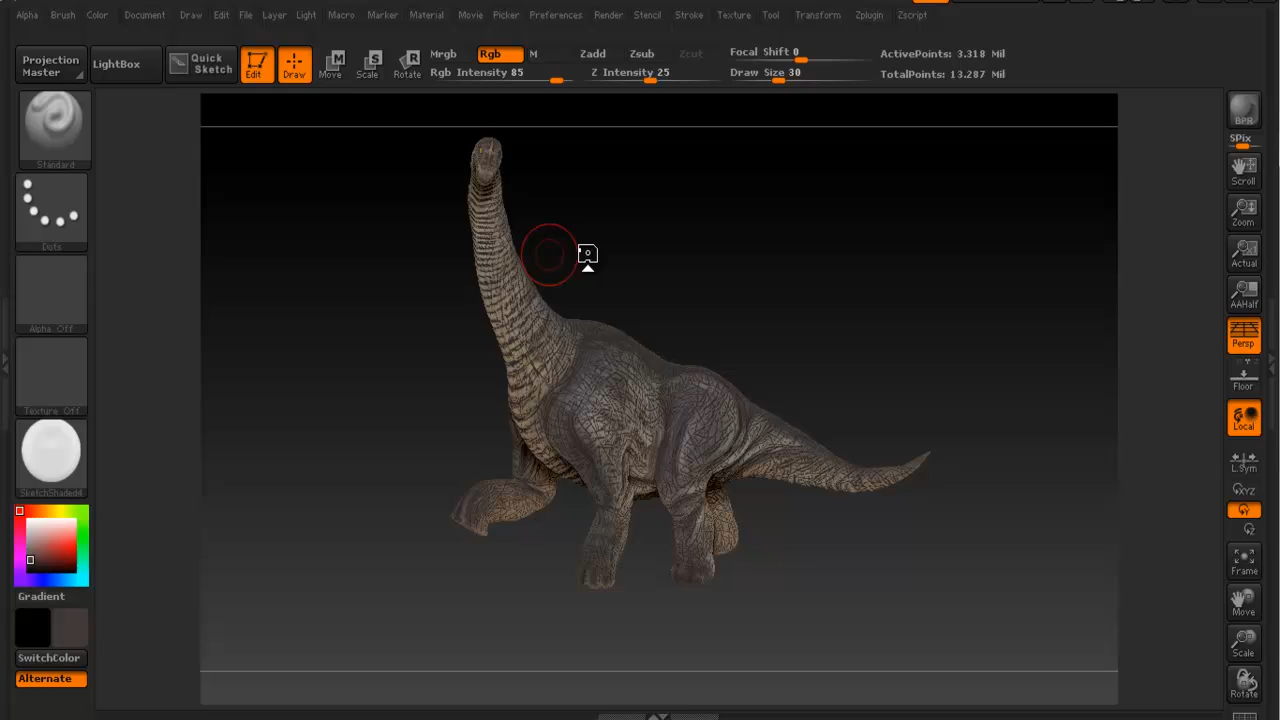 Alpha Brush Color Document Draw Edit File Layer Light Macro Marker Material Movie Picker Preferences Render Stencil Stroke Texture Tool Transform Zplugin Zscript
Projection
Master
LightBox
Quick
Sketch
Edit
Draw
Move
Scale
Rotate
Mrgb Rgb M Zadd Zsub Zcut
Rgb Intensity 85 Z Intensity 25
Focal Shift 0
Draw Size 30
ActivePoints: 3.318 Mil
TotalPoints: 13.287 Mil
Standard
Dots
Alpha Off
Texture Off
SketchShaded4
Gradient
SwitchColor
Alternate
BPR
SPix
Scroll
Zoom
Actual
AAHalf
Persp
Floor
Local
L.Sym
XYZ
Y
Z
Frame
Move
Scale
Rotate